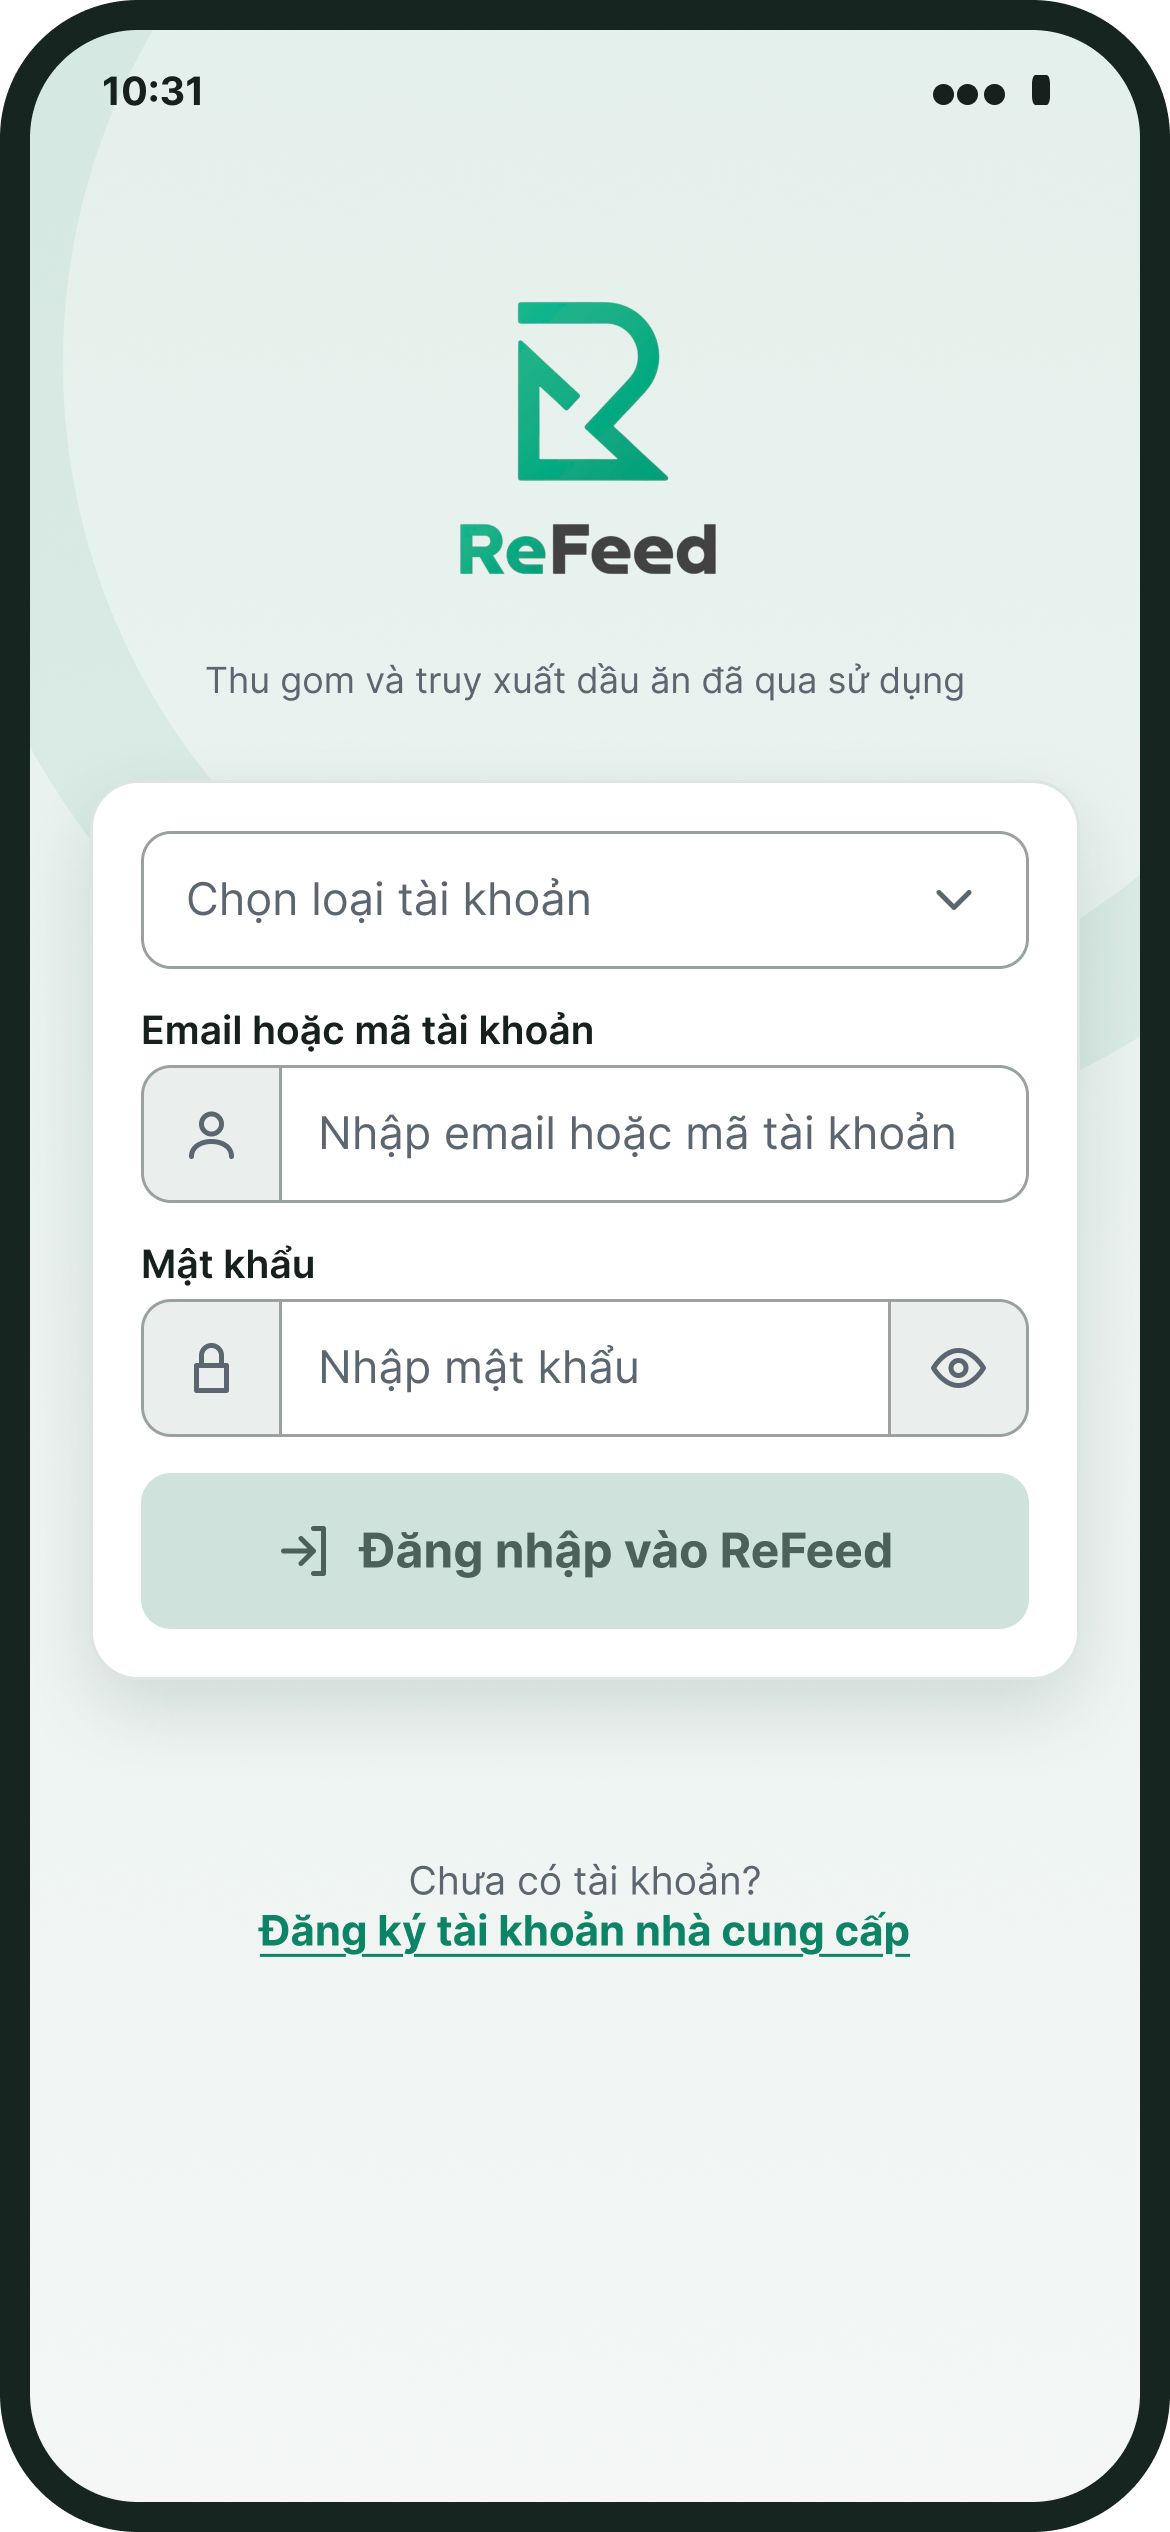 10:31
ReFeed
Thu gom và truy xuất dầu ăn đã qua sử dụng
Chọn loại tài khoản
Email hoặc mã tài khoản
Nhập email hoặc mã tài khoản
Mật khẩu
Nhập mật khẩu
Đăng nhập vào ReFeed
Chưa có tài khoản?
Đăng ký tài khoản nhà cung cấp